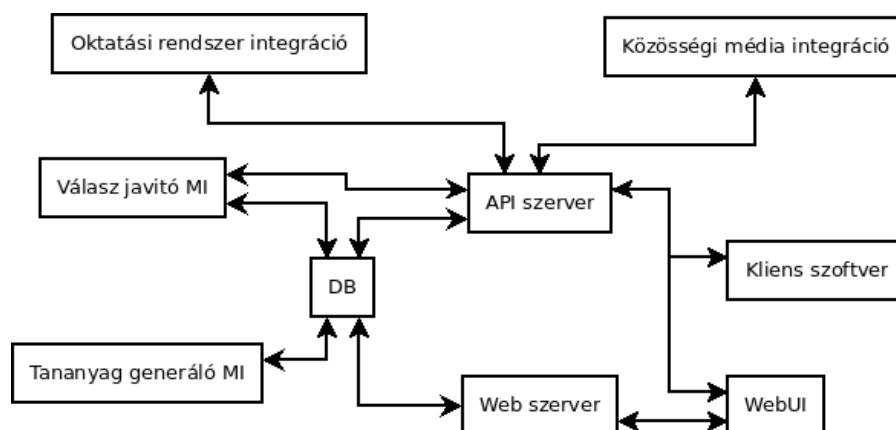 Oktatási rendszer integráció
Közösségi média integráció
Válasz javitó MI
API szerver
Kliens szoftver
DB
Tananyag generáló MI
Web szerver
WebUI